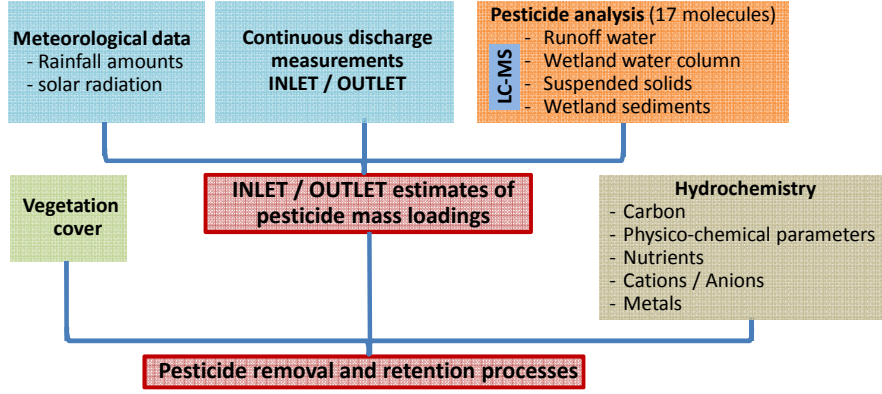 Meteorological data
- Rainfall amounts
- solar radiation
Continuous discharge
measurements
INLET / OUTLET
Pesticide analysis (17 molecules)
LC-MS
- Runoff water
- Wetland water column
- Suspended solids
- Wetland sediments
Vegetation
cover
INLET / OUTLET estimates of
pesticide mass loadings
Hydrochemistry
- Carbon
- Physico-chemical parameters
- Nutrients
- Cations / Anions
- Metals
Pesticide removal and retention processes